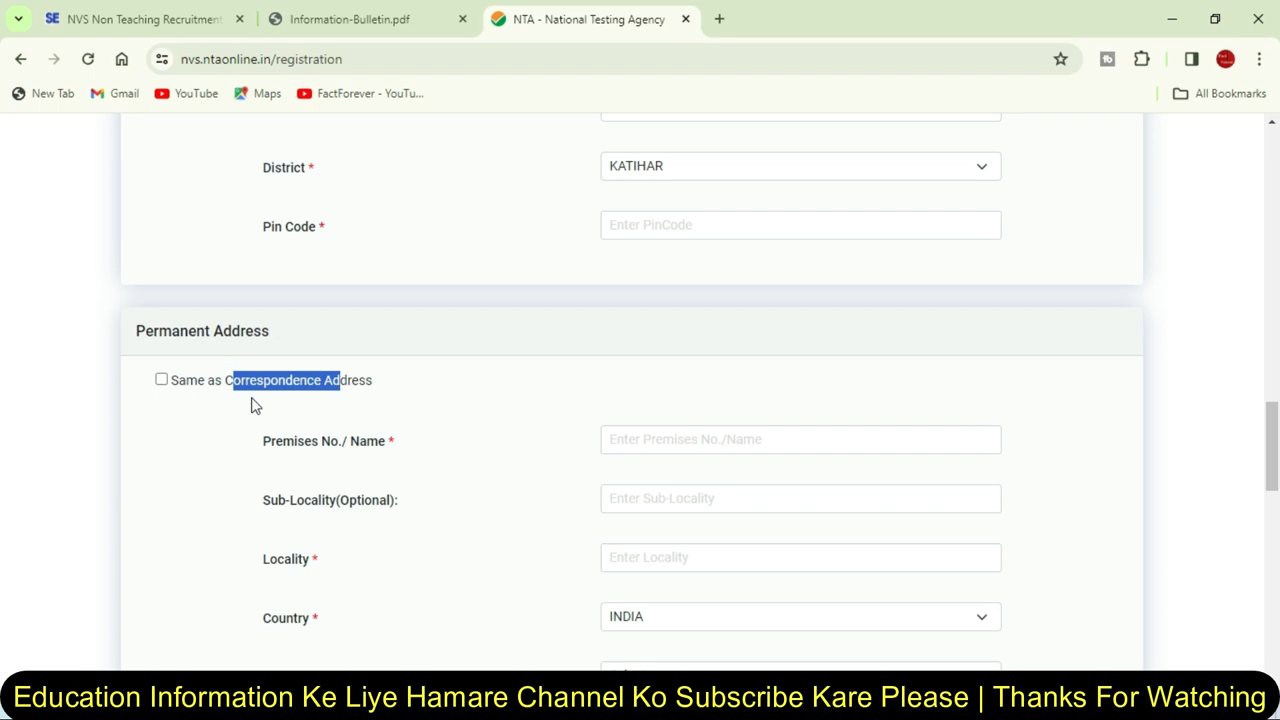 NVS Non Teaching Recruitment
Information-Bulletin.pdf
NTA - National Testing Agency
nvs.ntaonline.in/registration
New Tab
Gmail
YouTube
Maps
FactForever - YouTu...
All Bookmarks
District *
KATIHAR
Pin Code *
Enter PinCode
Permanent Address
Same as Correspondence Address
Premises No./ Name *
Enter Premises No./Name
Sub-Locality(Optional):
Enter Sub-Locality
Locality *
Enter Locality
Country *
INDIA
Education Information Ke Liye Hamare Channel Ko Subscribe Kare Please | Thanks For Watching